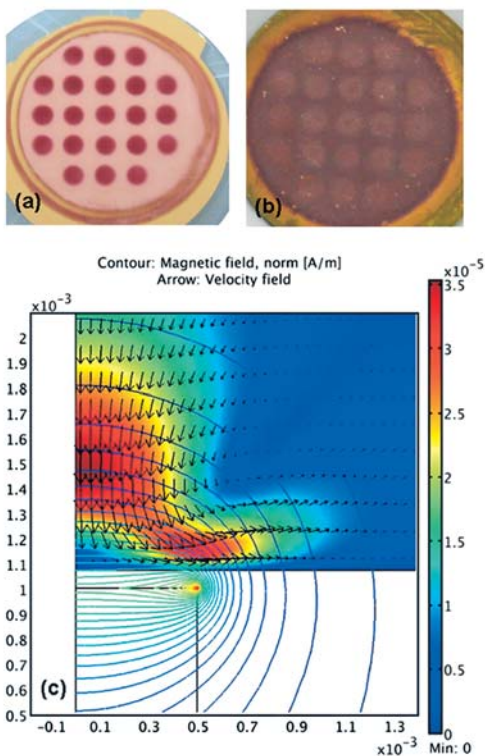 (a)
(b)
Contour: Magnetic field, norm [A/m]
Arrow: Velocity field
x10⁻³
x10⁻⁵
2
1.9
1.8
1.7
1.6
1.5
1.4
1.3
1.2
1.1
1
0.9
0.8
0.7
0.6
0.5
3.5
3
2.5
2
1.5
1
0.5
0
(c)
-0.1 0.1 0.3 0.5 0.7 0.9 1.1 1.3
x10⁻³
Min: 0